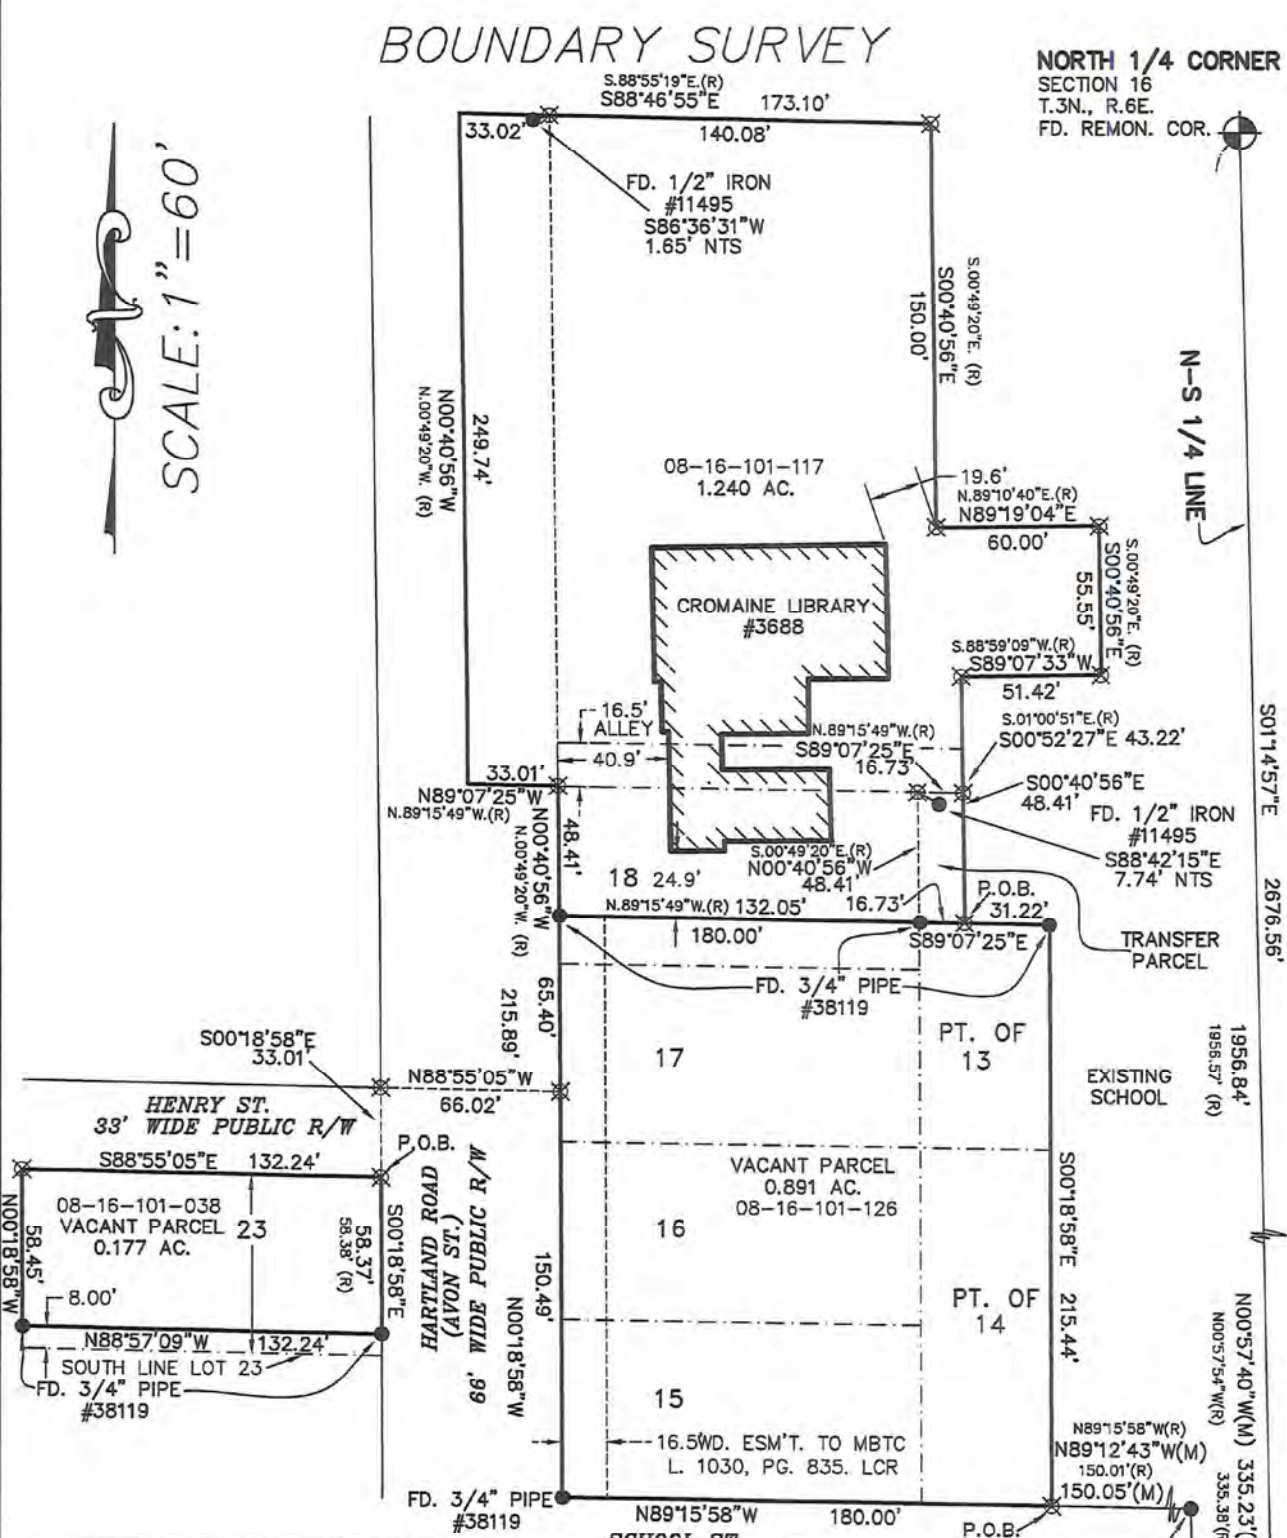 BOUNDARY SURVEY
NORTH 1/4 CORNER
SECTION 16
T.3N., R.6E.
FD. REMON. COR.
SCALE: 1"=60'
S.88°55'19"E.(R)
S88°46'55"E 173.10'
33.02'
140.08'
FD. 1/2" IRON
#11495
S86°36'31"W
1.65' NTS
S.00°49'20"E. (R)
S00°40'56"E
150.00'
N-S 1/4 LINE
249.74'
N00°40'56"W
N.00°49'20"W. (R)
08-16-101-117
1.240 AC.
19.6'
N.89°10'40"E.(R)
N89°19'04"E
60.00'
S.00°49'20"E. (R)
S00°40'56"E
55.55'
CROMAINE LIBRARY
#3688
S.88°59'09"W.(R)
S89°07'33"W
51.42'
16.5'
ALLEY
40.9'
N.89°15'49"W.(R)
S89°07'25"E
16.73'
S.01°00'51"E.(R)
S00°52'27"E 43.22'
S01°14'57"E 2676.56'
33.01'
N89°07'25"W
N.89°15'49"W.(R)
S00°40'56"E
48.41'
FD. 1/2" IRON
#11495
S88°42'15"E
7.74' NTS
48.41'
N00°40'56"W
N.00°49'20"W. (R)
S.00°49'20"E.(R)
N00°40'56"W
48.41'
18 24.9'
N.89°15'49"W.(R) 132.05'
16.73'
P.O.B.
31.22'
180.00'
S89°07'25"E
TRANSFER
PARCEL
FD. 3/4" PIPE
#38119
65.40'
215.89'
17
PT. OF
13
EXISTING
SCHOOL
1956.84'
1956.57' (R)
S00°18'58"E
33.01'
N88°55'05"W
66.02'
HENRY ST.
33' WIDE PUBLIC R/W
P.O.B.
S88°55'05"E 132.24'
08-16-101-038
VACANT PARCEL 23
0.177 AC.
N00°18'58"W
58.45'
S00°18'58"E
58.37'
58.38' (R)
8.00'
N88°57'09"W 132.24'
SOUTH LINE LOT 23
FD. 3/4" PIPE
#38119
HARTLAND ROAD
(AVON ST.)
66' WIDE PUBLIC R/W
150.49'
N00°18'58"W
VACANT PARCEL
0.891 AC.
08-16-101-126
16
PT. OF
14
S00°18'58"E 215.44'
15
16.5'WD. ESM'T. TO MBTC
L. 1030, PG. 835. LCR
N00°57'40"W(M) 335.23'
N00°57'54"W(R) 335.38'
N89°15'58"W(R)
N89°12'43"W(M)
150.01'(R)
150.05'(M)
FD. 3/4" PIPE
#38119
N89°15'58"W 180.00'
SCHOOL ST.
P.O.B.